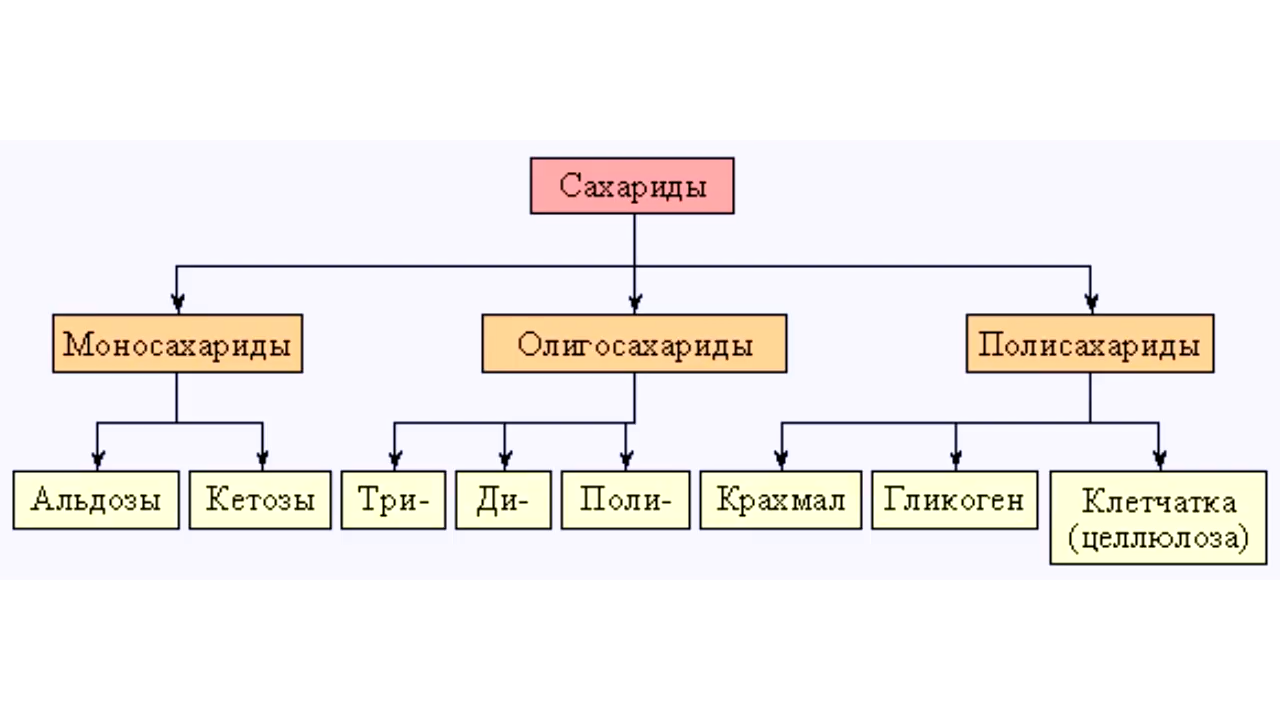 Сахариды
Моносахариды
Олигосахариды
Полисахариды
Альдозы
Кетозы
Три-
Ди-
Поли-
Крахмал
Гликоген
Клетчатка
(целлюлоза)